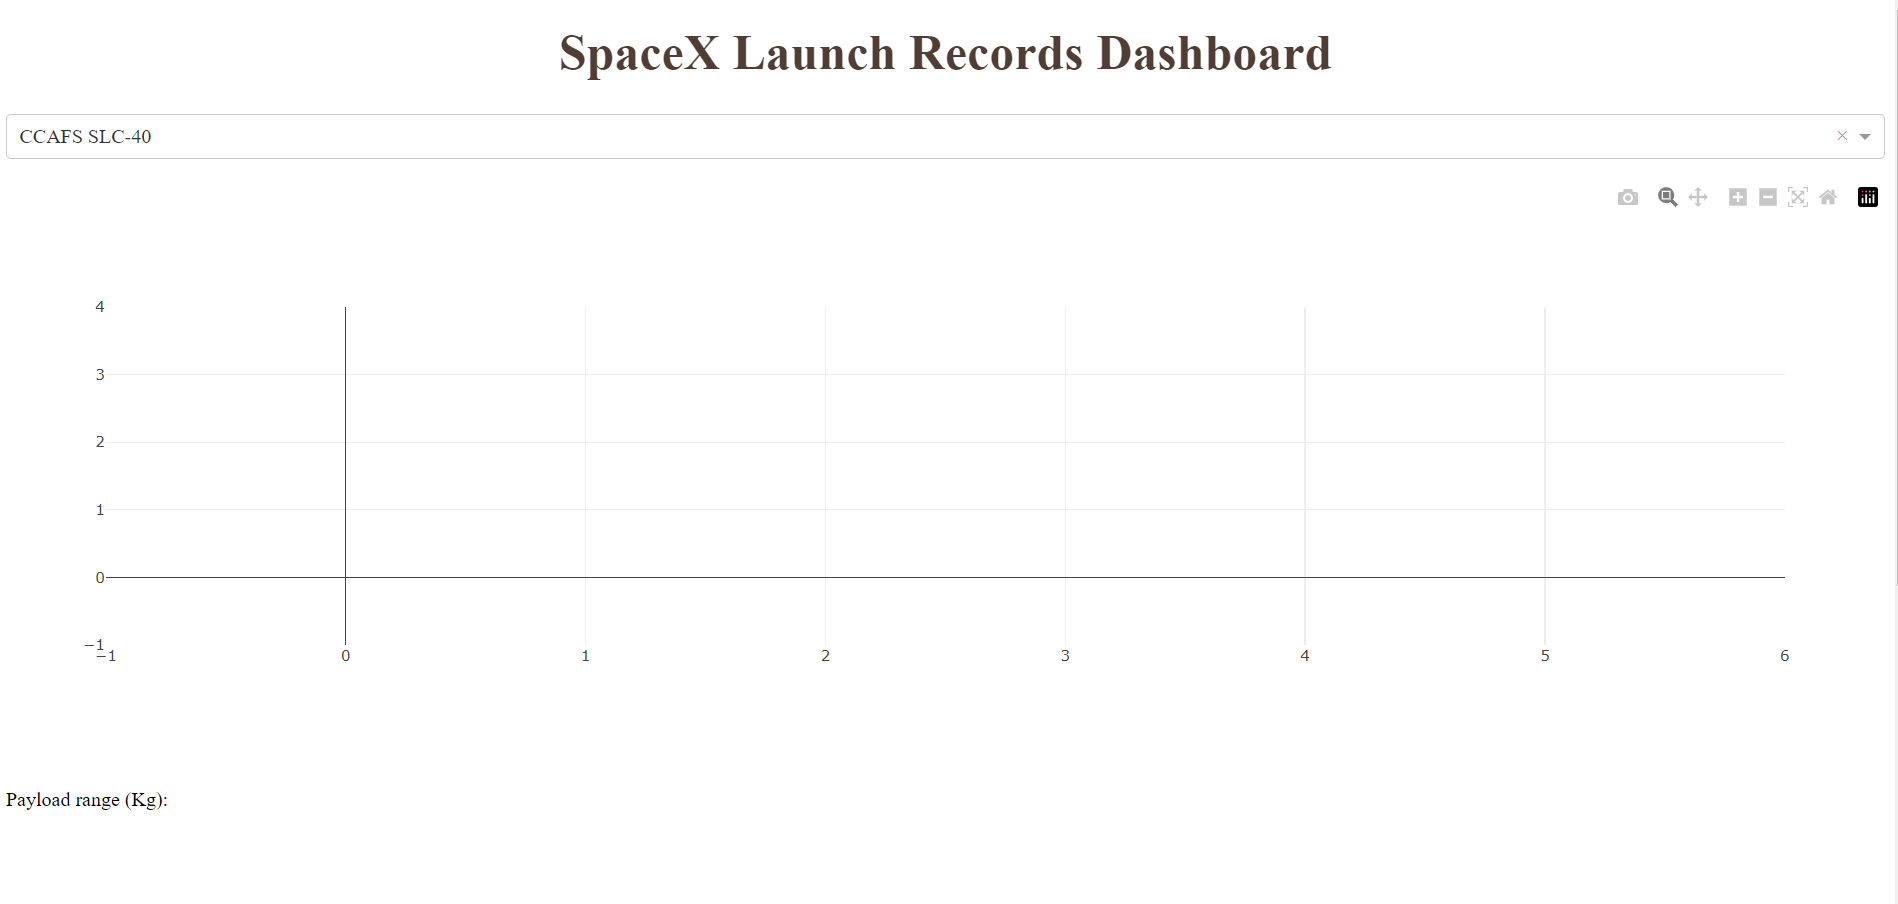 SpaceX Launch Records Dashboard
CCAFS SLC-40
4
3
2
1
0
−1
−1 0 1 2 3 4 5 6
Payload range (Kg):